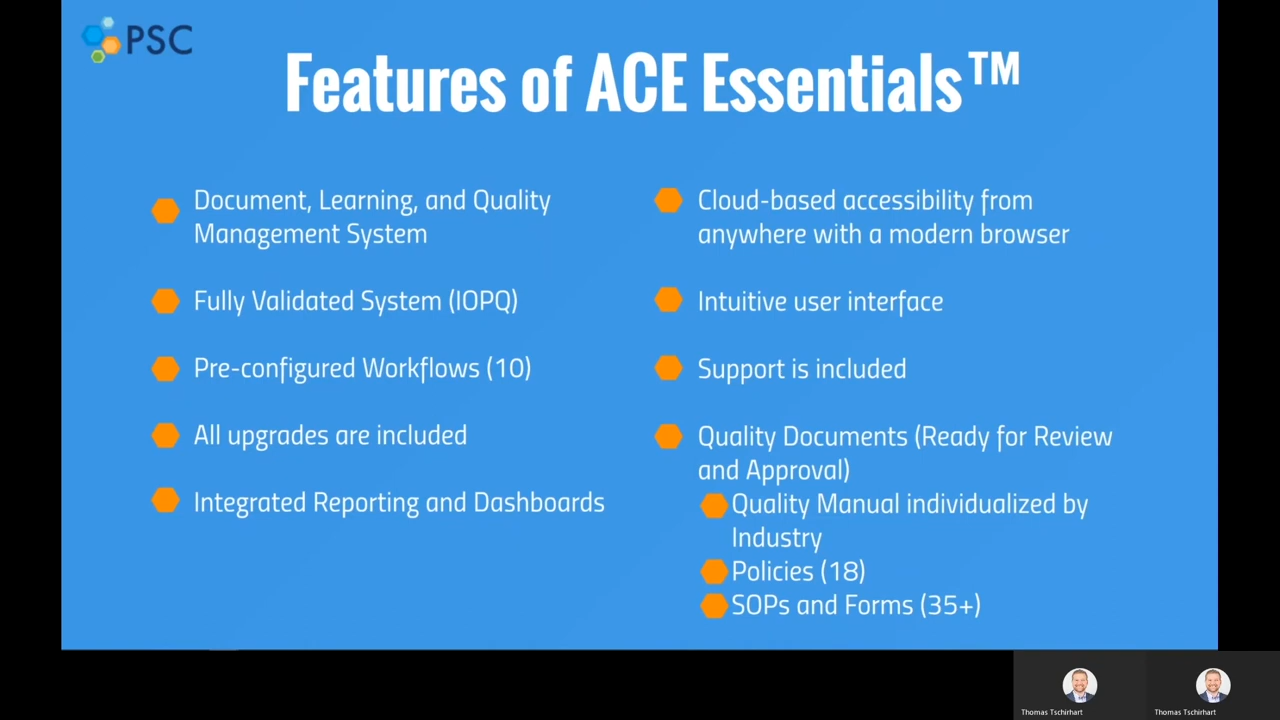 PSC
Features of ACE Essentials™
Document, Learning, and Quality
Management System
Fully Validated System (IOPQ)
Pre-configured Workflows (10)
All upgrades are included
Integrated Reporting and Dashboards
Cloud-based accessibility from
anywhere with a modern browser
Intuitive user interface
Support is included
Quality Documents (Ready for Review
and Approval)
Quality Manual individualized by
Industry
Policies (18)
SOPs and Forms (35+)
Thomas Tschirhart
Thomas Tschirhart